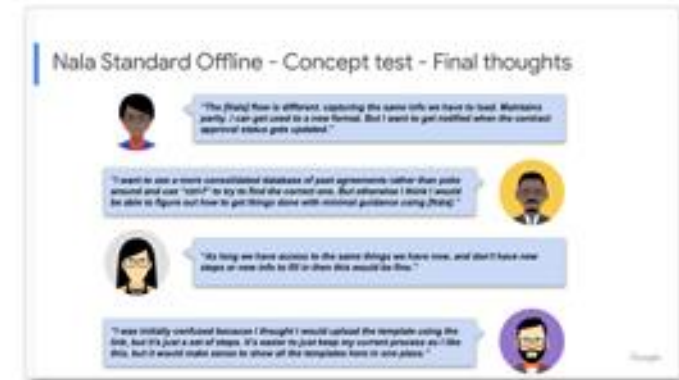 Nala Standard Offline - Concept test - Final thoughts
"The [Nala] flow is different, capturing the same info we have to load. Maintains
parity. I can get used to a new format. But I want to get notified when the contract
approval status gets updated."
"I want to see a more consolidated database of past agreements rather than poke
around and use "ctrl-f" to try to find the correct one. But otherwise I think I would
be able to figure out how to get things done with minimal guidance using [Nala]."
"As long we have access to the same things we have now, and don't have new
steps or new info to fill in then this would be fine."
"I was initially confused because I thought I would upload the template using the
link, but it's just a set of steps. It's easier to just keep my current process as I like
this, but it would make sense to show all the templates here in one place."
Google